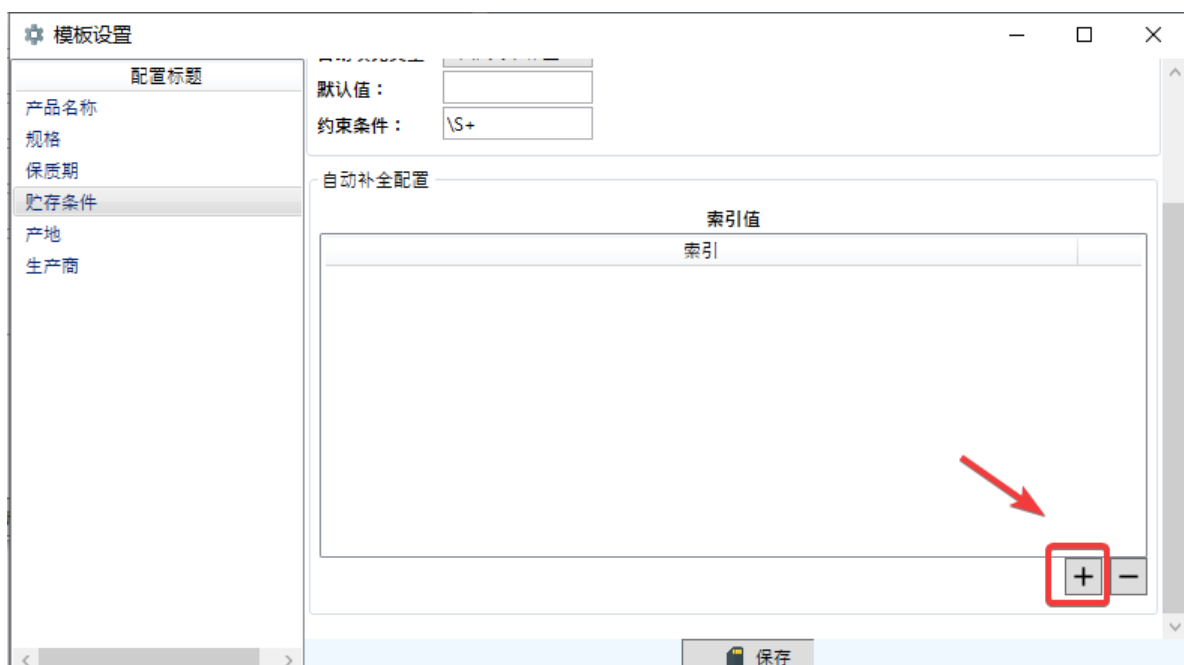 模板设置
配置标题
产品名称
规格
保质期
贮存条件
产地
生产商
默认值：
约束条件： \S+
自动补全配置
索引值
索引
保存